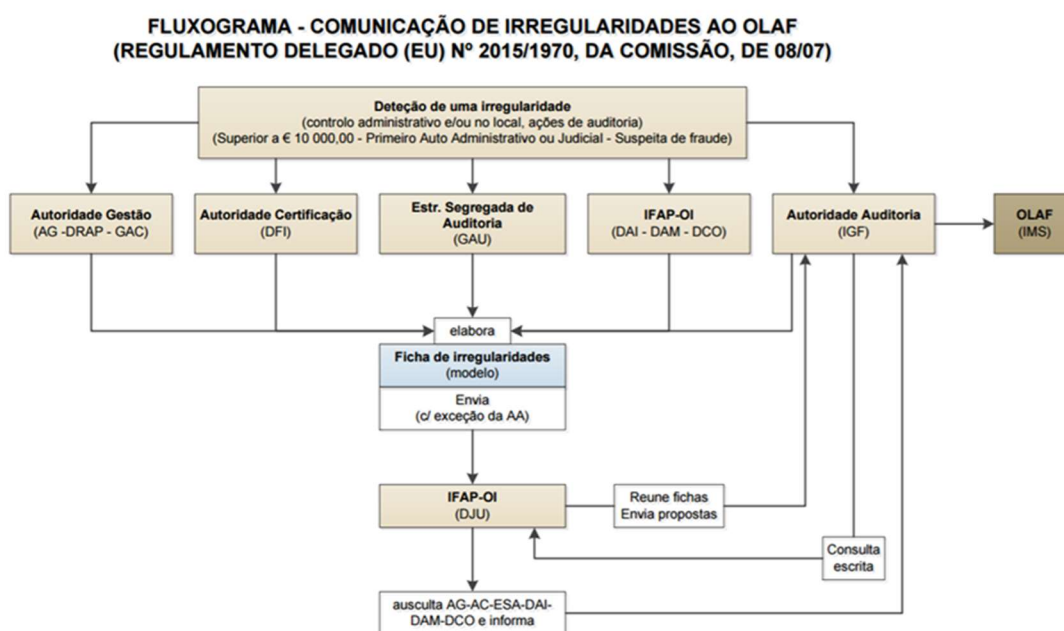 FLUXOGRAMA - COMUNICAÇÃO DE IRREGULARIDADES AO OLAF
(REGULAMENTO DELEGADO (EU) Nº 2015/1970, DA COMISSÃO, DE 08/07)
Deteção de uma irregularidade
(controlo administrativo e/ou no local, ações de auditoria)
(Superior a € 10 000,00 - Primeiro Auto Administrativo ou Judicial - Suspeita de fraude)
Autoridade Gestão
(AG -DRAP - GAC)
Autoridade Certificação
(DFI)
Estr. Segregada de
Auditoria
(GAU)
IFAP-OI
(DAI - DAM - DCO)
Autoridade Auditoria
(IGF)
OLAF
(IMS)
elabora
Ficha de irregularidades
(modelo)
Envia
(c/ exceção da AA)
IFAP-OI
(DJU)
Reune fichas
Envia propostas
Consulta
escrita
ausculta AG-AC-ESA-DAI-
DAM-DCO e informa